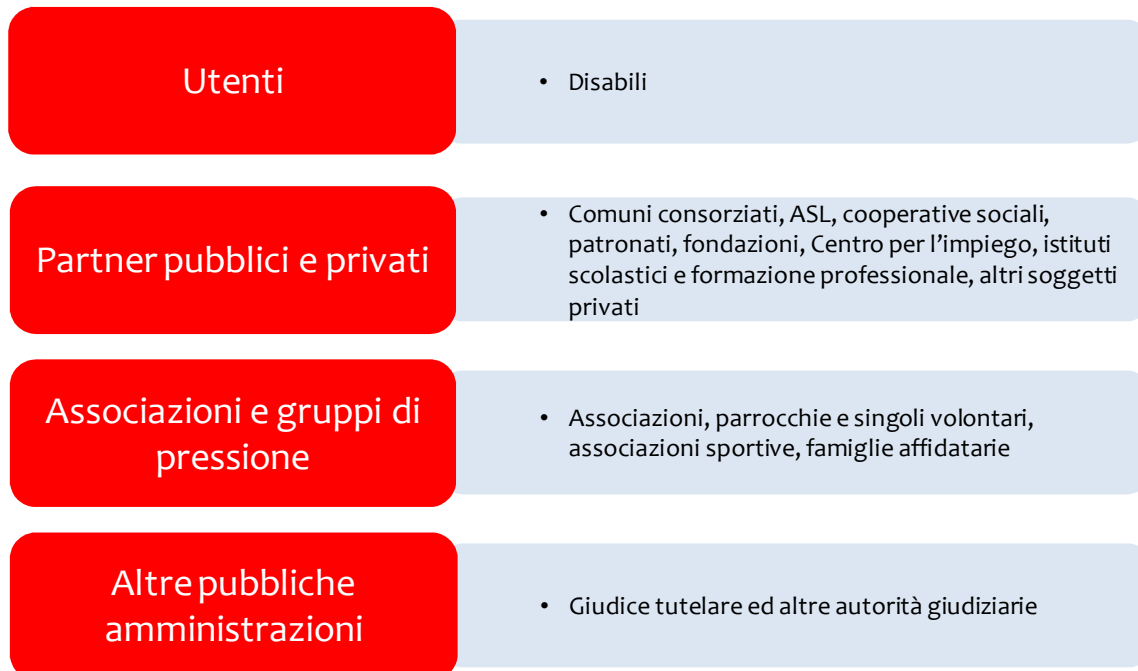 Utenti
• Disabili
Partner pubblici e privati
• Comuni consorziati, ASL, cooperative sociali,
patronati, fondazioni, Centro per l’impiego, istituti
scolastici e formazione professionale, altri soggetti
privati
Associazioni e gruppi di
pressione
• Associazioni, parrocchie e singoli volontari,
associazioni sportive, famiglie affidatarie
Altre pubbliche
amministrazioni
• Giudice tutelare ed altre autorità giudiziarie